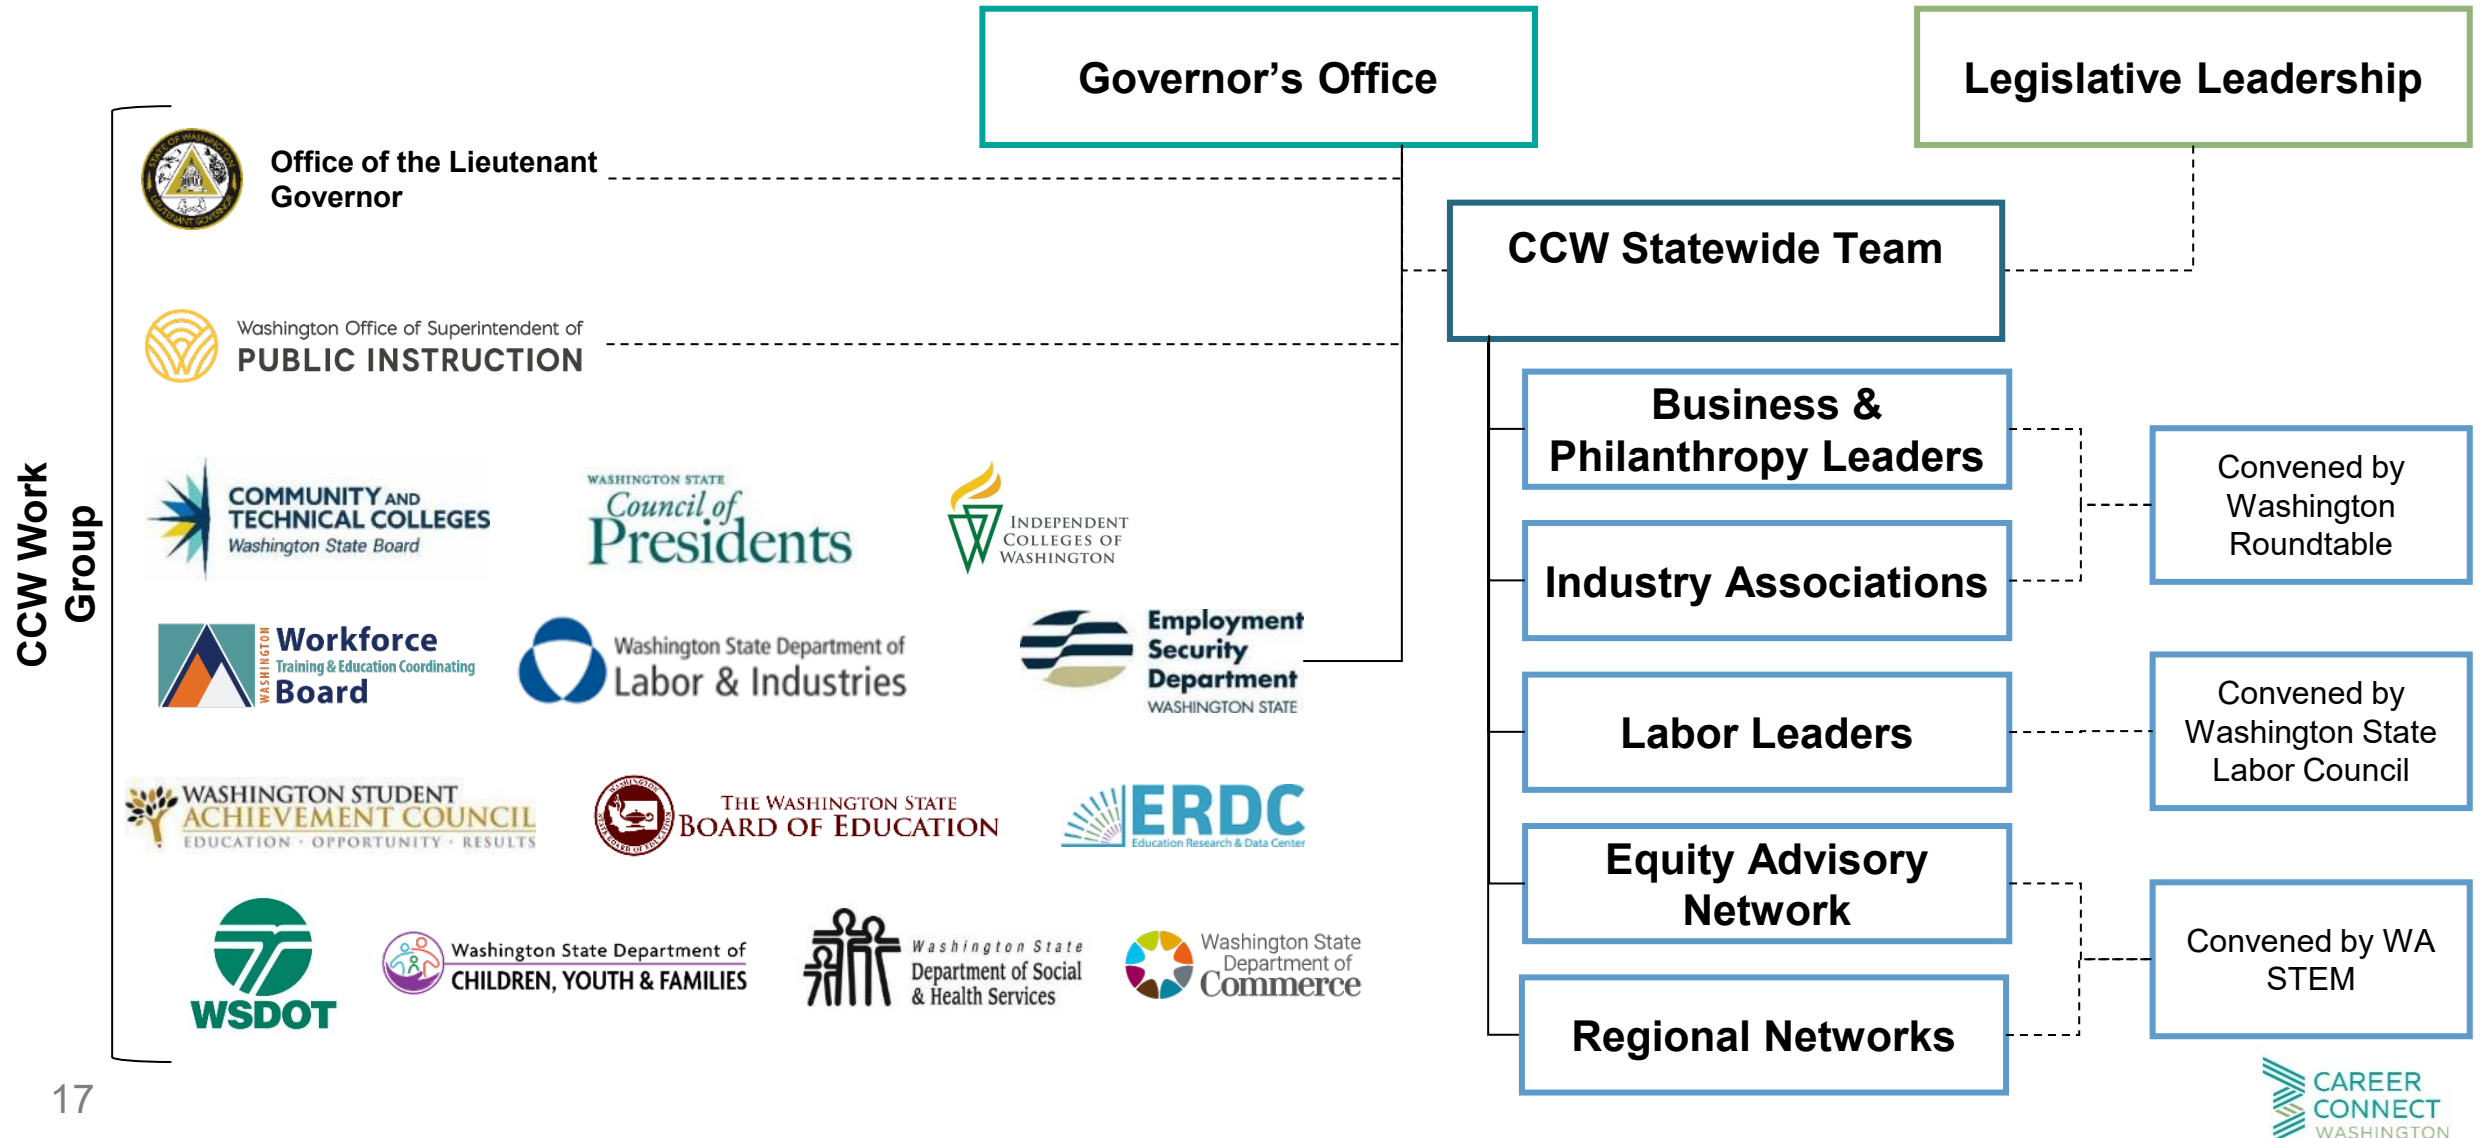 Governor’s Office
Legislative Leadership
Office of the Lieutenant
Governor
CCW Statewide Team
Washington Office of Superintendent of
PUBLIC INSTRUCTION
CCW Work
Group
COMMUNITY AND
TECHNICAL COLLEGES
Washington State Board
WASHINGTON STATE
Council of
Presidents
INDEPENDENT
COLLEGES OF
WASHINGTON
WASHINGTON
Workforce
Training & Education Coordinating
Board
Washington State Department of
Labor & Industries
Employment
Security
Department
WASHINGTON STATE
WASHINGTON STUDENT
ACHIEVEMENT COUNCIL
EDUCATION · OPPORTUNITY · RESULTS
THE WASHINGTON STATE
BOARD OF EDUCATION
ERDC
Education Research & Data Center
WSDOT
Washington State Department of
CHILDREN, YOUTH & FAMILIES
Washington State
Department of Social
& Health Services
Washington State
Department of
Commerce
Business &
Philanthropy Leaders
Industry Associations
Labor Leaders
Equity Advisory
Network
Regional Networks
Convened by
Washington
Roundtable
Convened by
Washington State
Labor Council
Convened by WA
STEM
17
CAREER
CONNECT
WASHINGTON